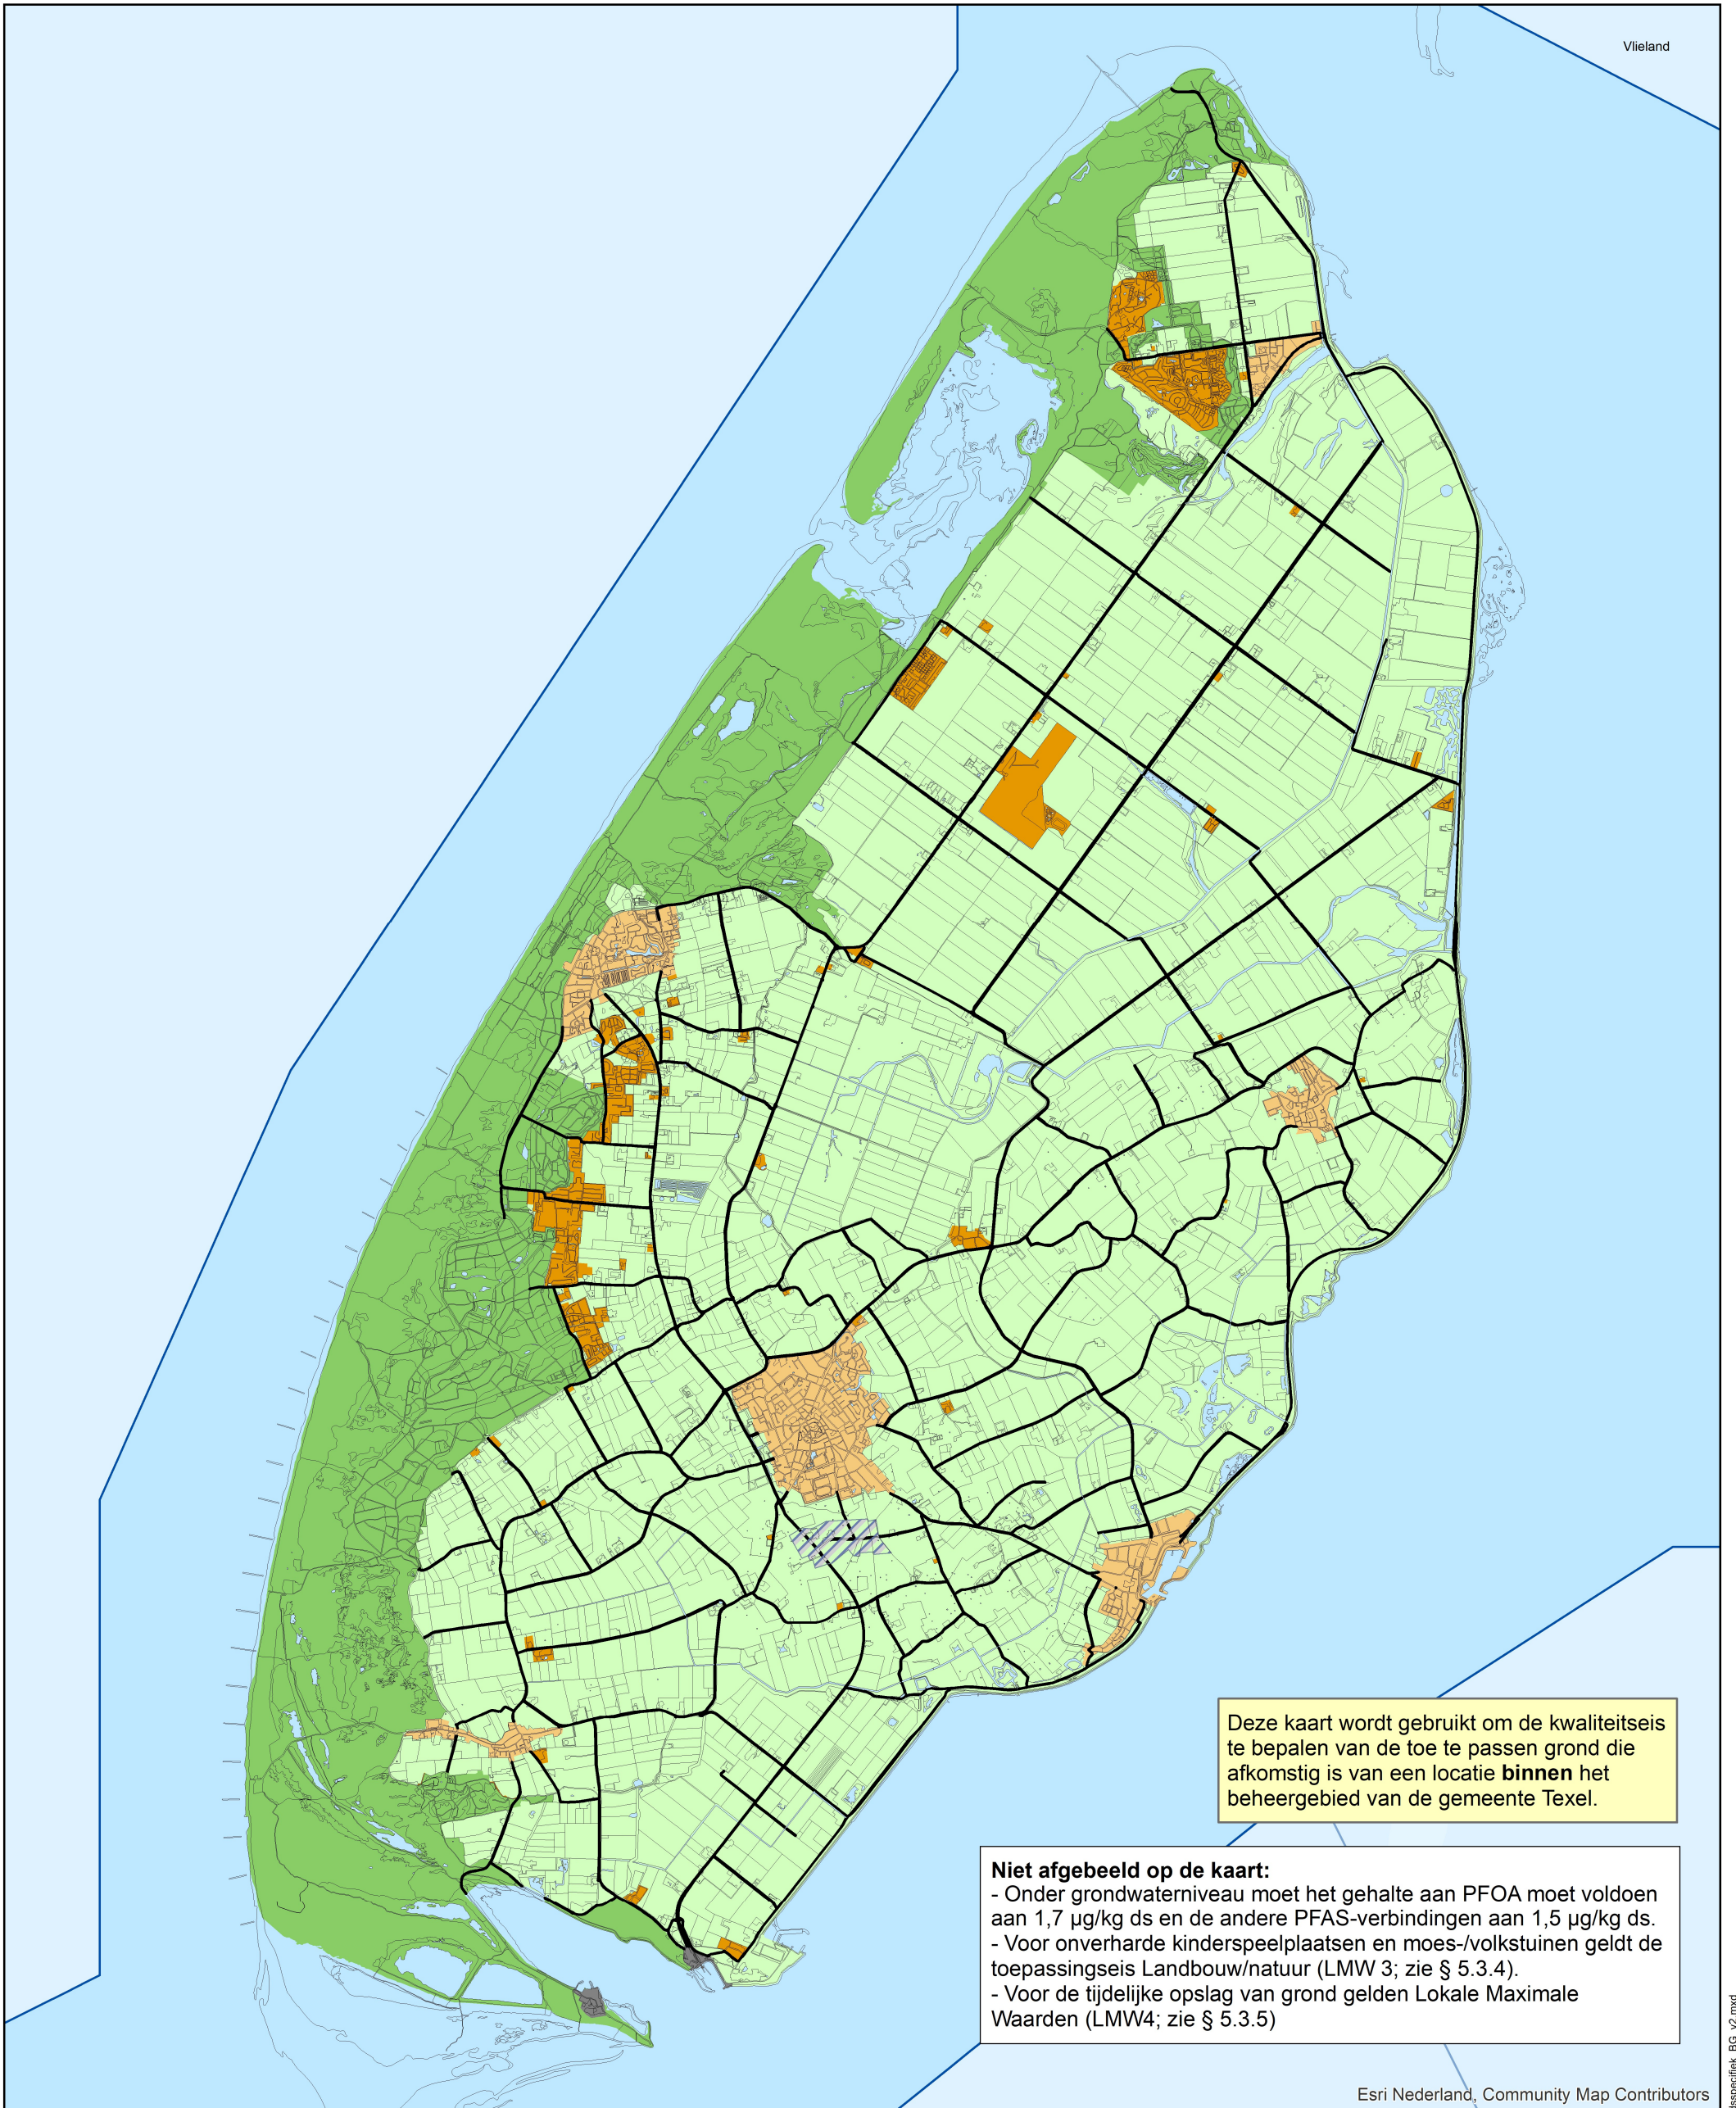 Vlieland
Deze kaart wordt gebruikt om de kwaliteitseis
te bepalen van de toe te passen grond die
afkomstig is van een locatie binnen het
beheergebied van de gemeente Texel.
Niet afgebeeld op de kaart:
- Onder grondwaterniveau moet het gehalte aan PFOA moet voldoen
aan 1,7 µg/kg ds en de andere PFAS-verbindingen aan 1,5 µg/kg ds.
- Voor onverharde kinderspeelplaatsen en moes-/volkstuinen geldt de
toepassingseis Landbouw/natuur (LMW 3; zie § 5.3.4).
- Voor de tijdelijke opslag van grond gelden Lokale Maximale
Waarden (LMW4; zie § 5.3.5)
Esri Nederland, Community Map Contributors